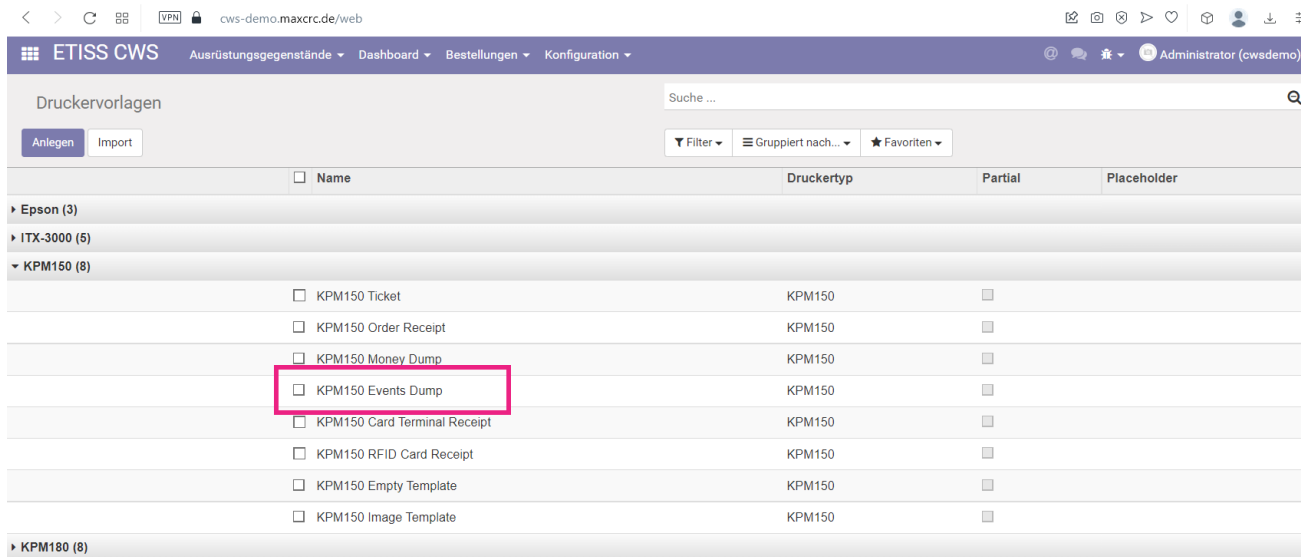 VPN cws-demo.maxcrc.de/web
ETISS CWS Ausrüstungsgegenstände Dashboard Bestellungen Konfiguration @ Administrator (cwsdemo)
Druckervorlagen Suche ...
Anlegen Import Filter Gruppiert nach... Favoriten
Name Druckertyp Partial Placeholder
Epson (3)
ITX-3000 (5)
KPM150 (8)
KPM150 Ticket KPM150
KPM150 Order Receipt KPM150
KPM150 Money Dump KPM150
KPM150 Events Dump KPM150
KPM150 Card Terminal Receipt KPM150
KPM150 RFID Card Receipt KPM150
KPM150 Empty Template KPM150
KPM150 Image Template KPM150
KPM180 (8)